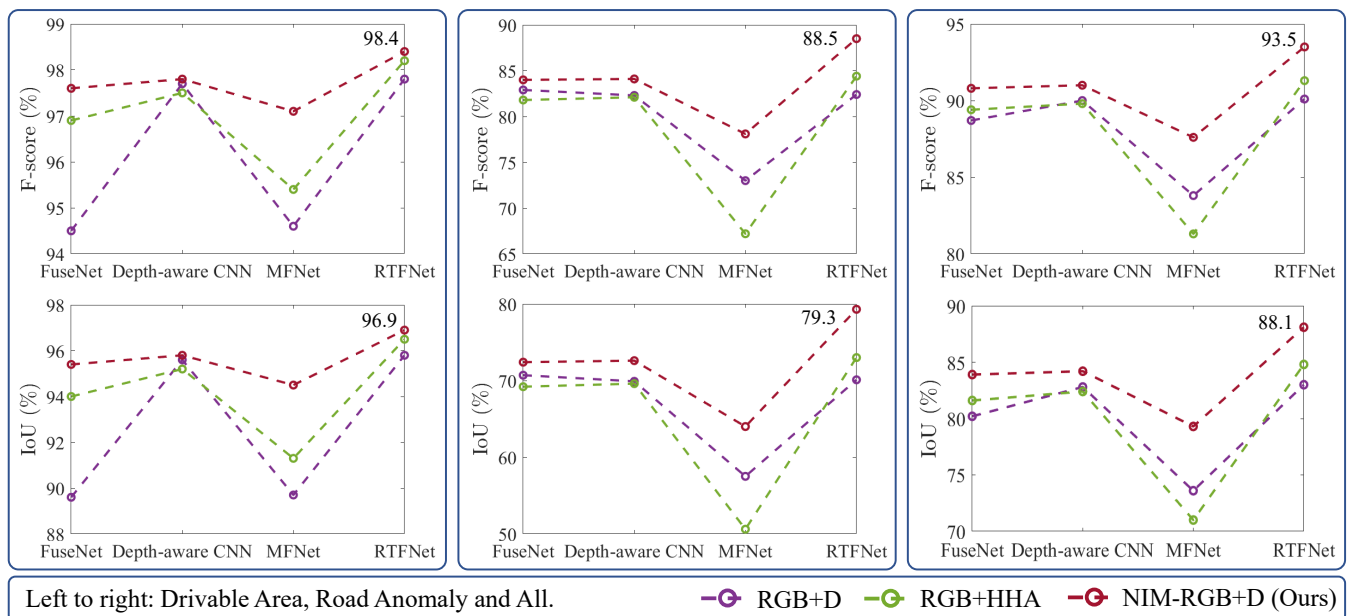 99
98
97
96
95
94
F-score (%)
98.4
FuseNet Depth-aware CNN MFNet RTFNet
98
96
94
92
90
88
IoU (%)
96.9
FuseNet Depth-aware CNN MFNet RTFNet
90
85
80
75
70
65
F-score (%)
88.5
FuseNet Depth-aware CNN MFNet RTFNet
80
70
60
50
IoU (%)
79.3
FuseNet Depth-aware CNN MFNet RTFNet
95
90
85
80
F-score (%)
93.5
FuseNet Depth-aware CNN MFNet RTFNet
90
85
80
75
70
IoU (%)
88.1
FuseNet Depth-aware CNN MFNet RTFNet
Left to right: Drivable Area, Road Anomaly and All. RGB+D RGB+HHA NIM-RGB+D (Ours)